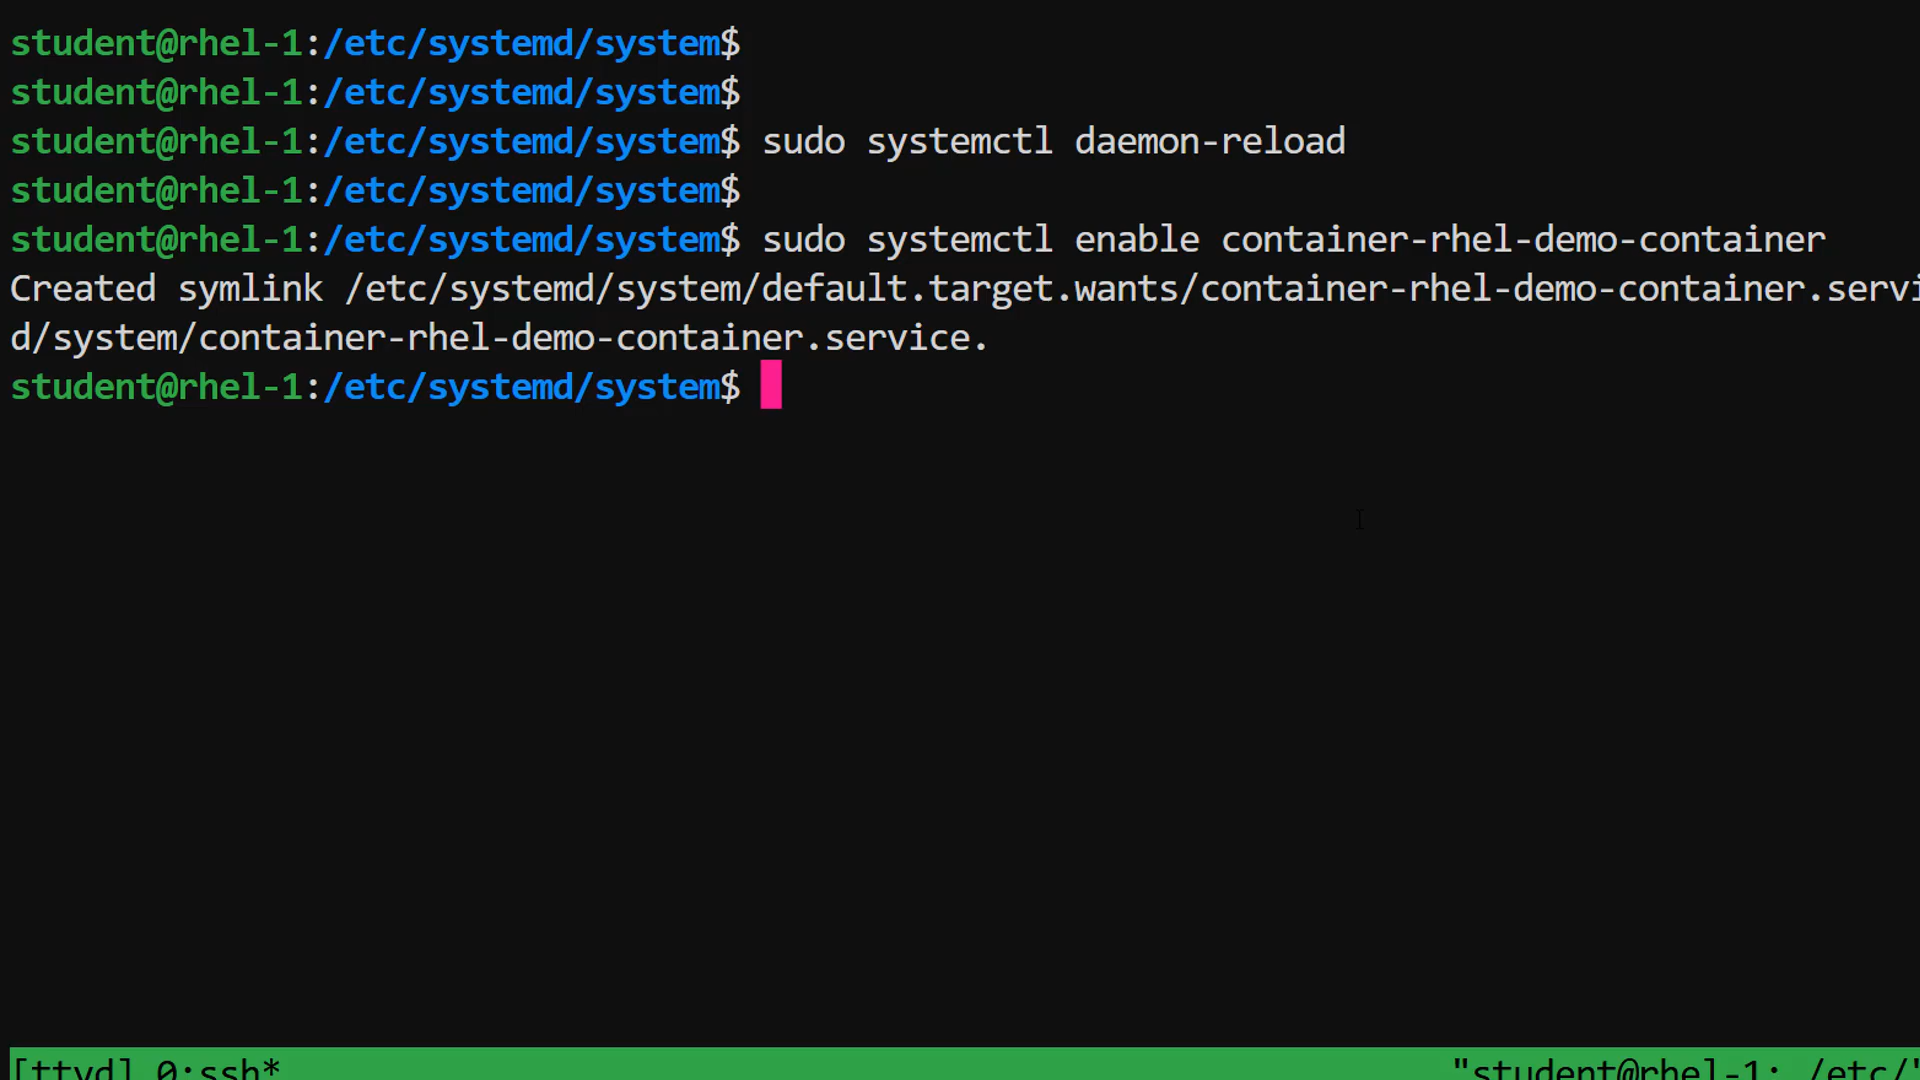 student@rhel-1:/etc/systemd/system$
student@rhel-1:/etc/systemd/system$
student@rhel-1:/etc/systemd/system$ sudo systemctl daemon-reload
student@rhel-1:/etc/systemd/system$
student@rhel-1:/etc/systemd/system$ sudo systemctl enable container-rhel-demo-container
Created symlink /etc/systemd/system/default.target.wants/container-rhel-demo-container.servi
d/system/container-rhel-demo-container.service.
student@rhel-1:/etc/systemd/system$
[ttyd] 0:ssh* "student@rhel-1: /etc/"